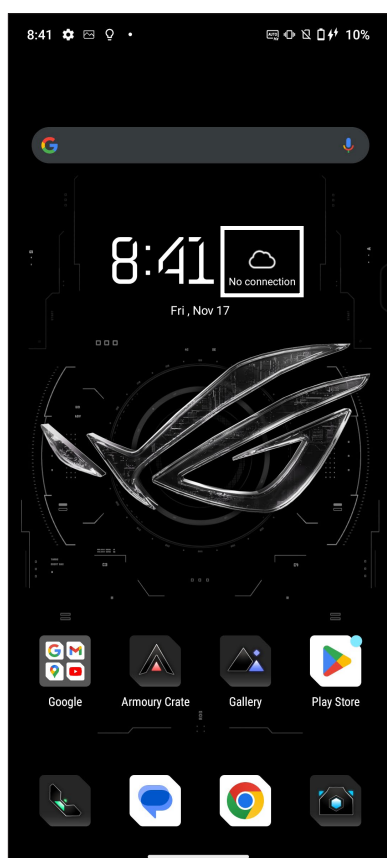 8:41
10%
8:41
No connection
Fri , Nov 17
Google
Armoury Crate
Gallery
Play Store